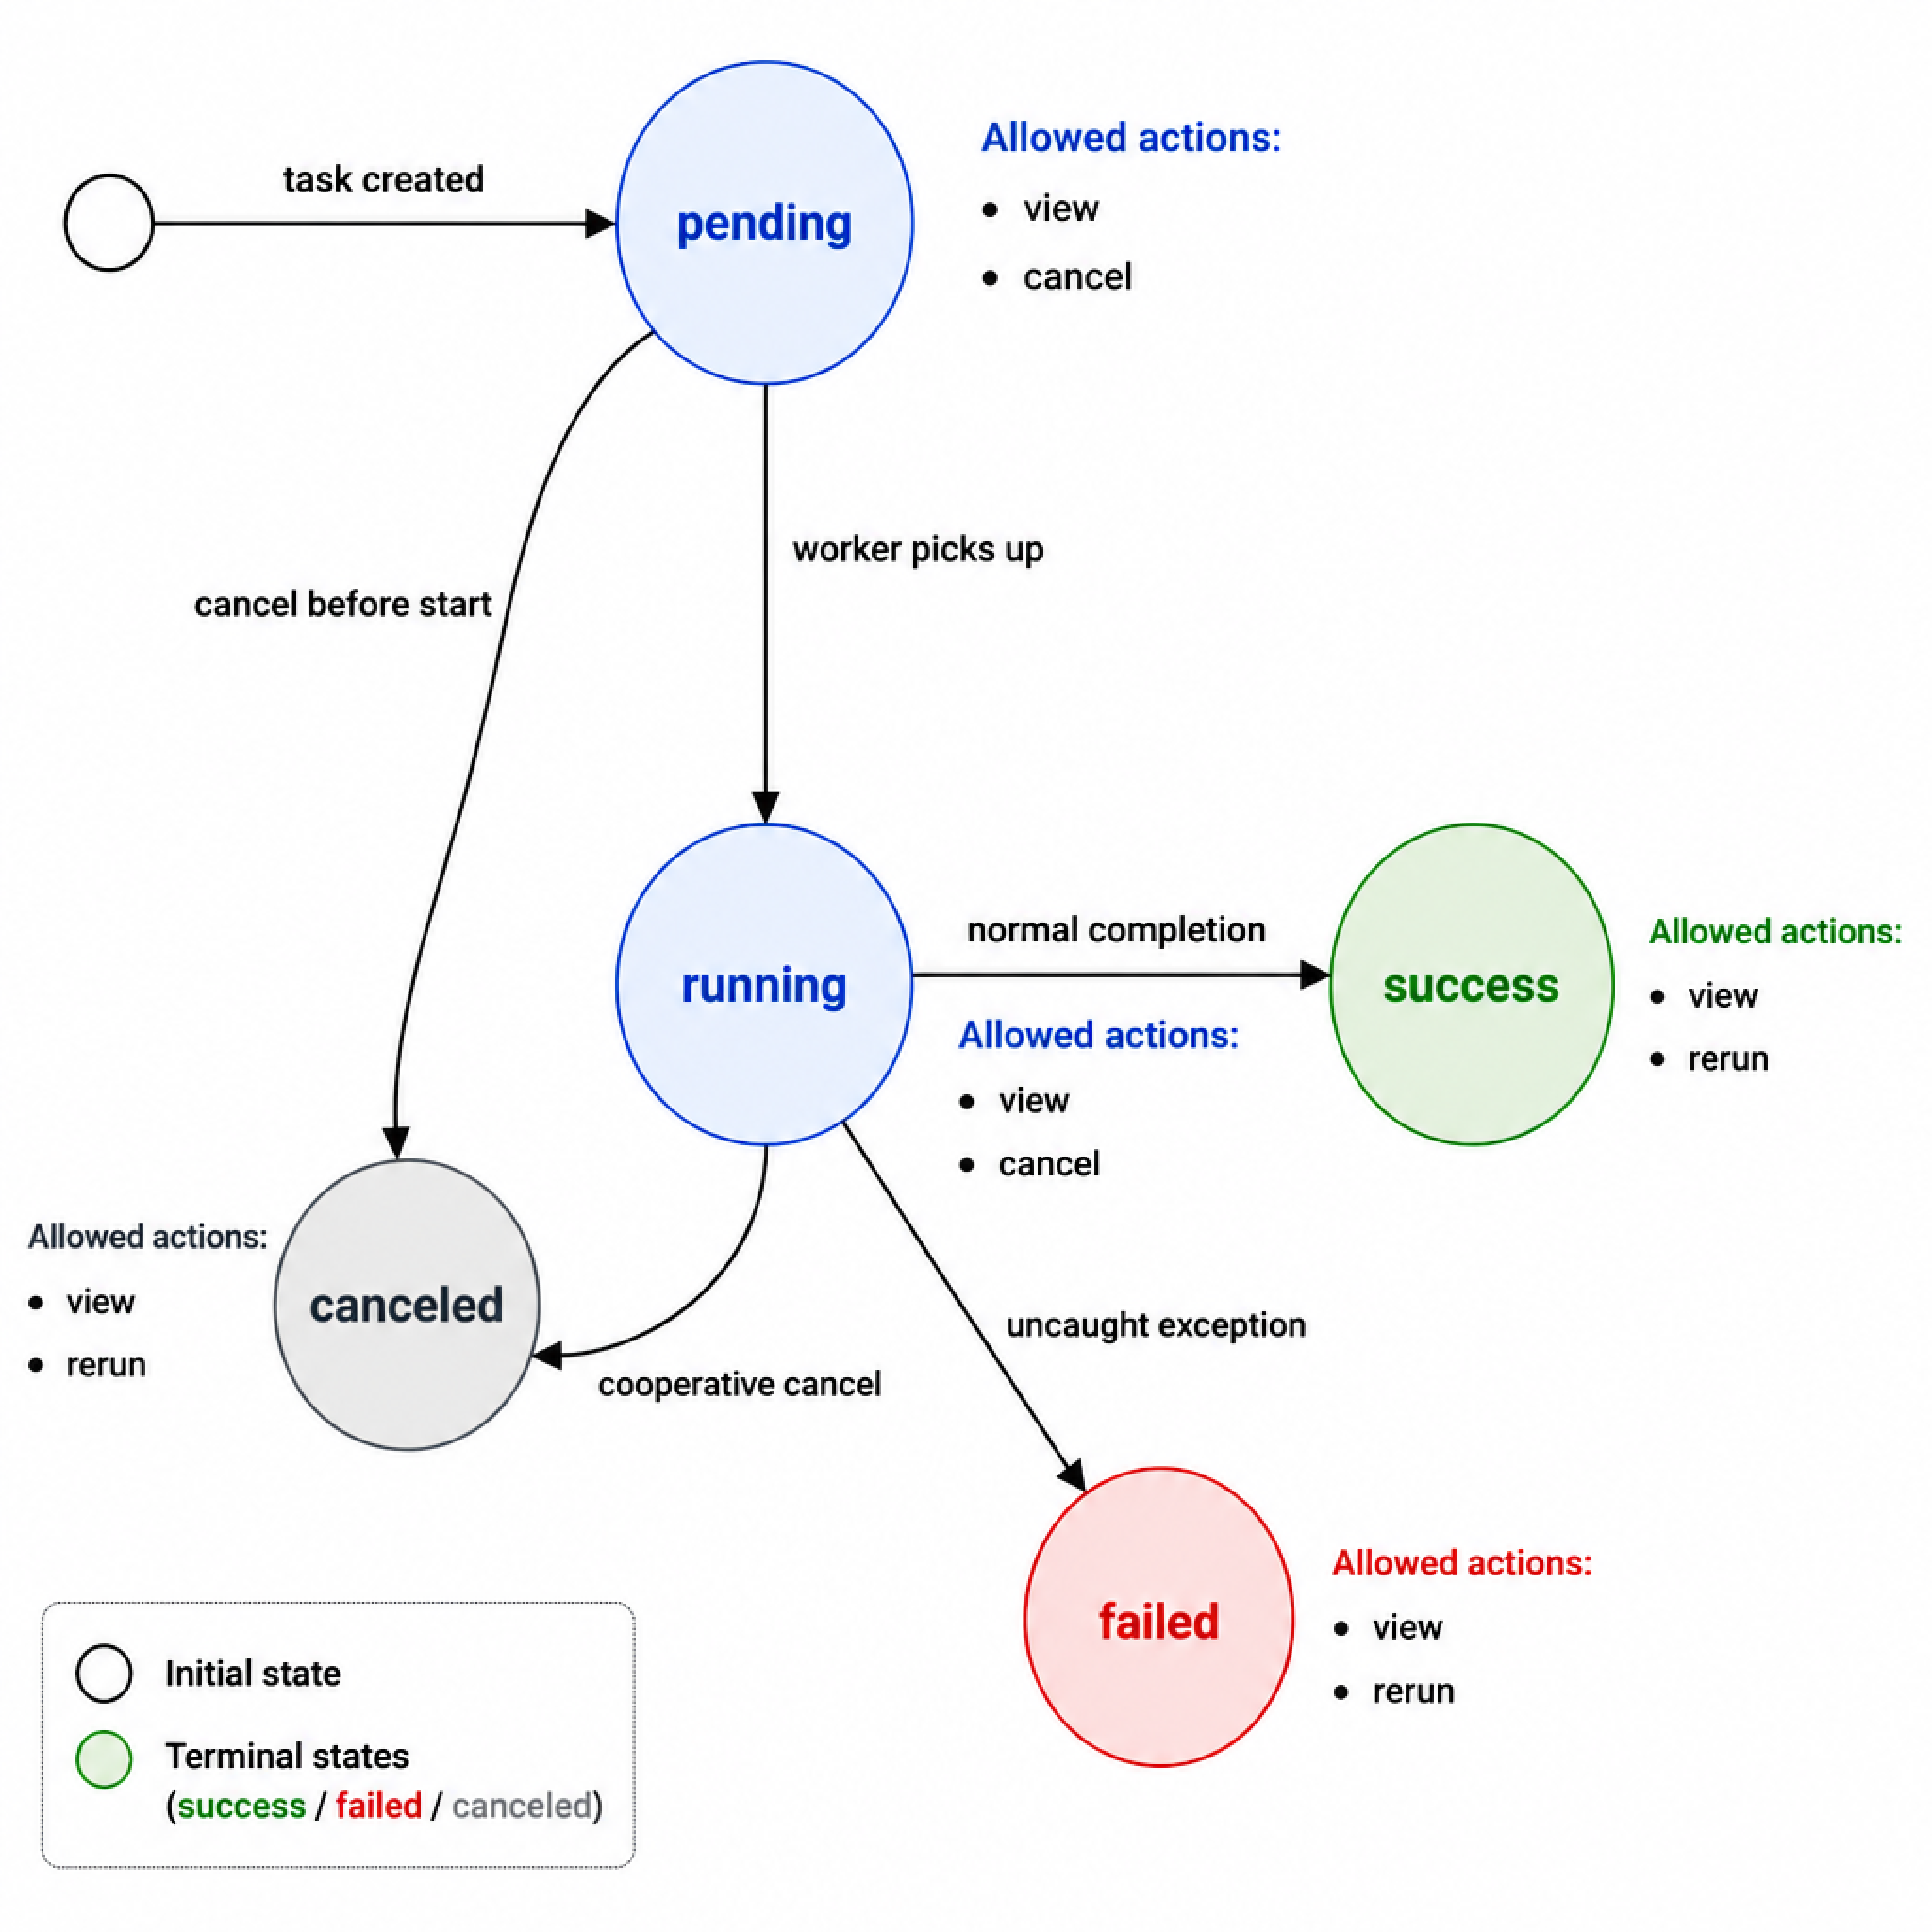 task created
pending
Allowed actions:
• view
• cancel
worker picks up
cancel before start
running
normal completion
Allowed actions:
• view
• cancel
success
Allowed actions:
• view
• rerun
Allowed actions:
• view
• rerun
canceled
cooperative cancel
uncaught exception
failed
Allowed actions:
• view
• rerun
Initial state
Terminal states
(success / failed / canceled)